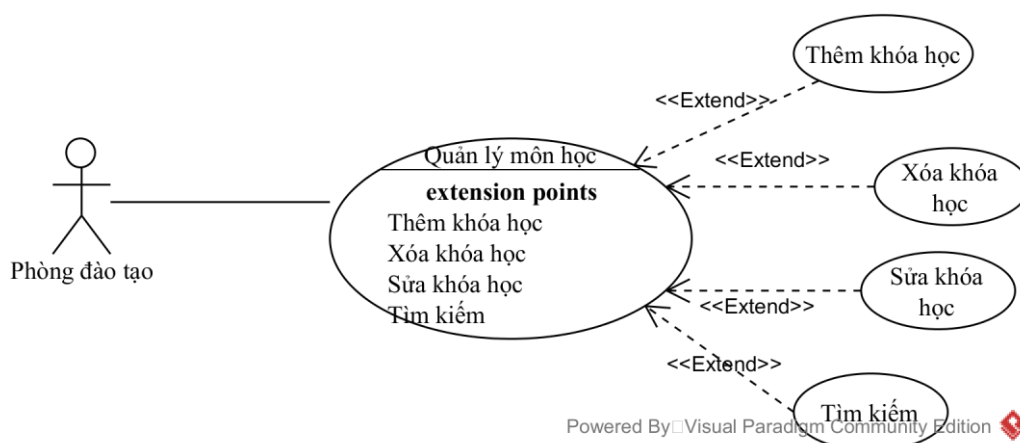 Thêm khóa học
<<Extend>>
Quản lý môn học
<<Extend>>
Xóa khóa
học
extension points
Thêm khóa học
Xóa khóa học
Sửa khóa học
Tìm kiếm
Phòng đào tạo
Sửa khóa
học
<<Extend>>
<<Extend>>
Tìm kiếm
Powered By Visual Paradigm Community Edition